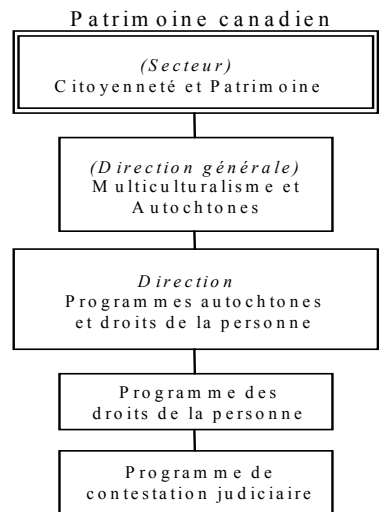 Patrimoine canadien
(Secteur)
Citoyenneté et Patrimoine
(Direction générale)
Multiculturalisme et
Autochtones
Direction
Programmes autochtones
et droits de la personne
Programme des
droits de la personne
Programme de
contestation judiciaire